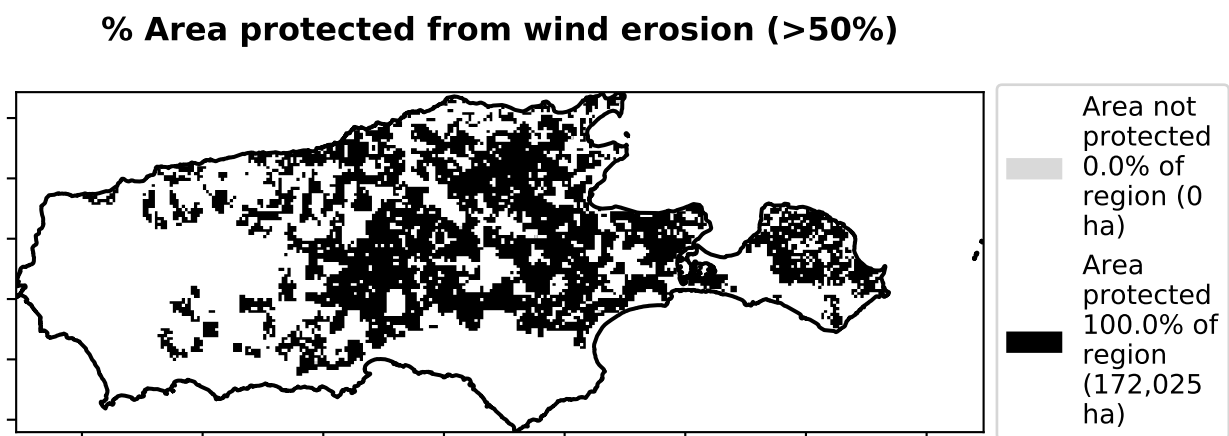 % Area protected from wind erosion (>50%)
Area not
protected
0.0% of
region (0
ha)
Area
protected
100.0% of
region
(172,025
ha)